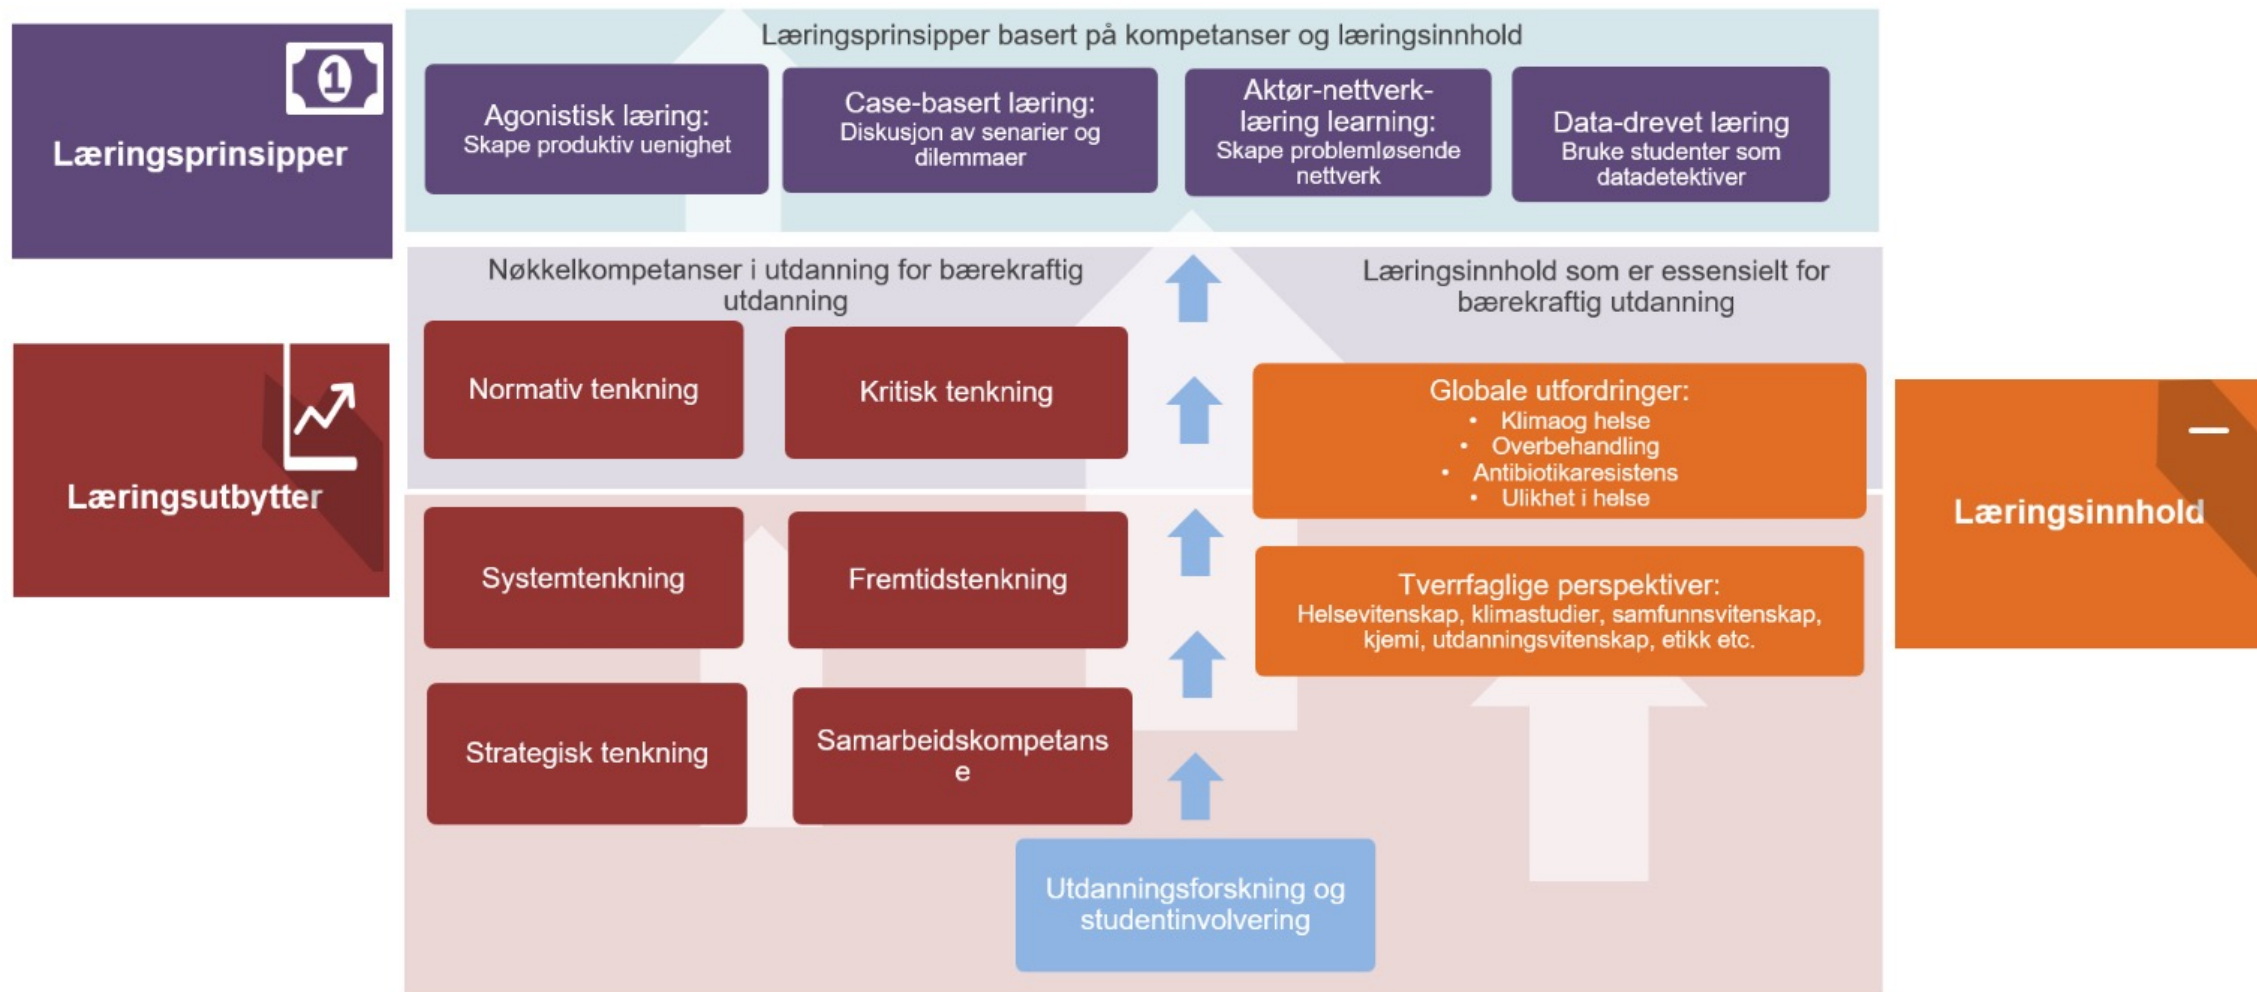 Læringsprinsipper basert på kompetanser og læringsinnhold
1
Læringsprinsipper
Agonistisk læring:
Skape produktiv uenighet
Case-basert læring:
Diskusjon av senarier og
dilemmaer
Aktør-nettverk-
læring learning:
Skape problemløsende
nettverk
Data-drevet læring
Bruke studenter som
datadetektiver
Nøkkelkompetanser i utdanning for bærekraftig
utdanning
Læringsinnhold som er essensielt for
bærekraftig utdanning
Læringsutbytter
Normativ tenkning
Kritisk tenkning
Systemtenkning
Fremtidstenkning
Strategisk tenkning
Samarbeidskompetans
e
Globale utfordringer:
• Klimaog helse
• Overbehandling
• Antibiotikaresistens
• Ulikhet i helse
Tverrfaglige perspektiver:
Helsevitenskap, klimastudier, samfunnsvitenskap,
kjemi, utdanningsvitenskap, etikk etc.
Læringsinnhold
Utdanningsforskning og
studentinvolvering